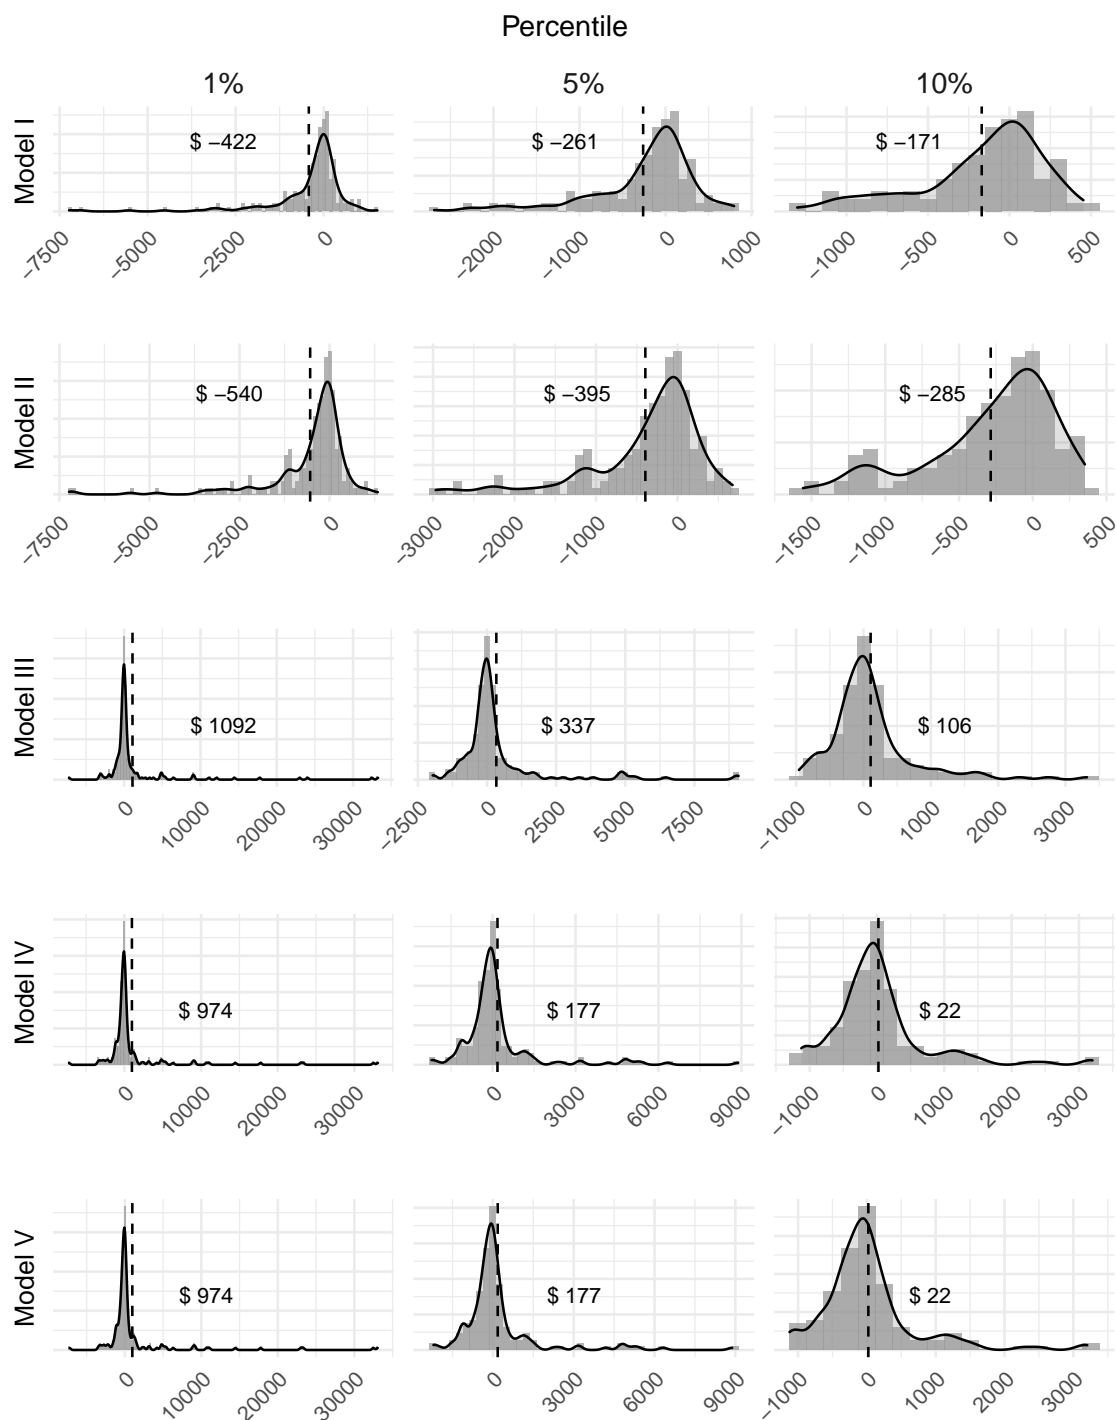 Percentile
1% 5% 10%
Model I
$ −422 $ −261 $ −171
−7500 −5000 −2500 0 −2000 −1000 0 1000 −1000 −500 0 500
Model II
$ −540 $ −395 $ −285
−7500 −5000 −2500 0 −3000 −2000 −1000 0 −1500 −1000 −500 0 500
Model III
$ 1092 $ 337 $ 106
0 10000 20000 30000 −2500 0 2500 5000 7500 −1000 0 1000 2000 3000
Model IV
$ 974 $ 177 $ 22
0 10000 20000 30000 0 3000 6000 9000 −1000 0 1000 2000 3000
Model V
$ 974 $ 177 $ 22
0 10000 20000 30000 0 3000 6000 9000 −1000 0 1000 2000 3000